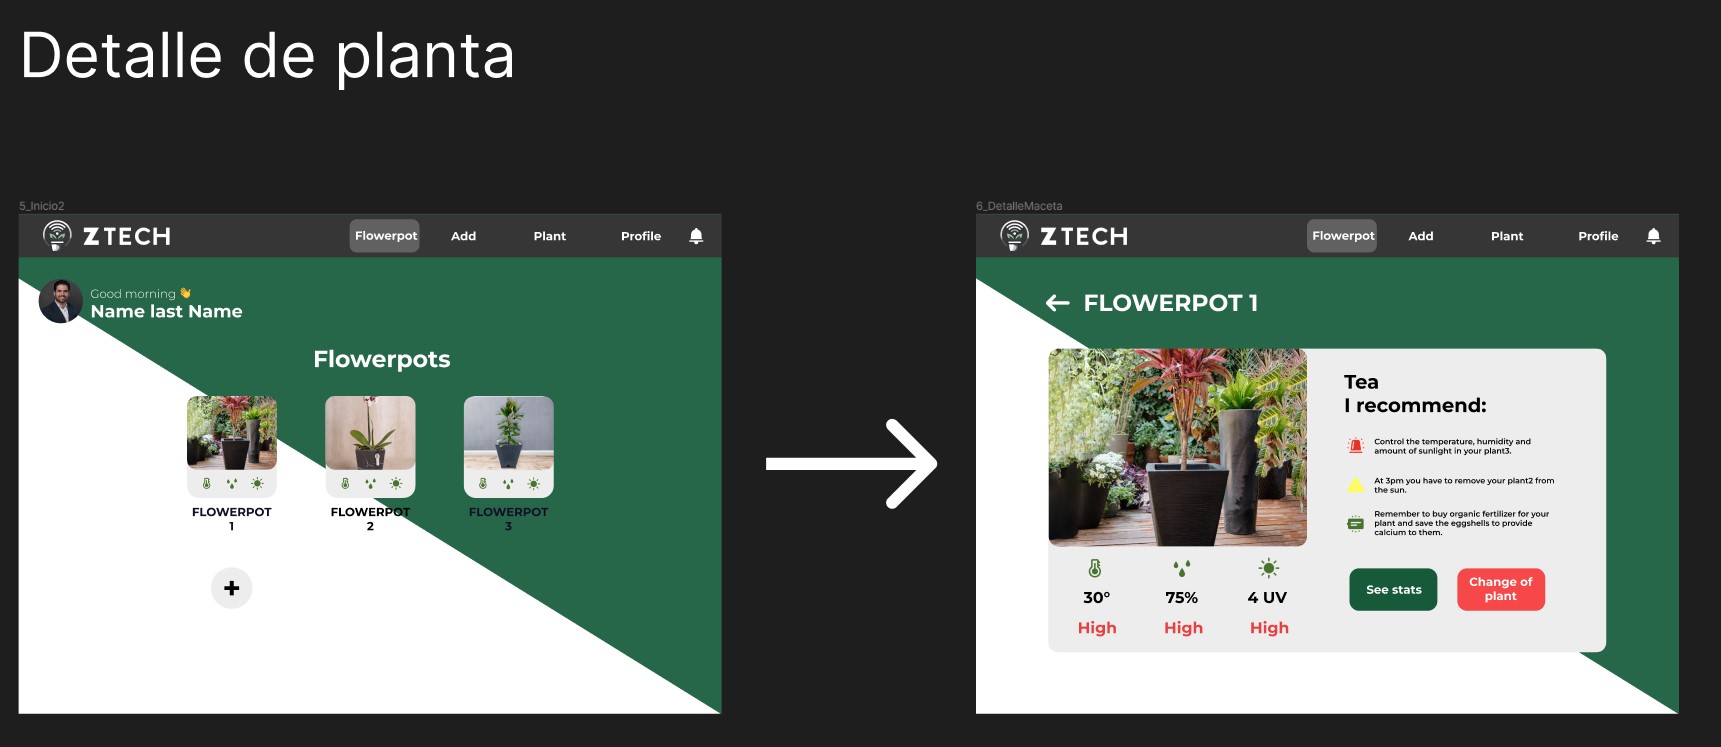 Detalle de planta
5_Inicio2
Z TECH
Flowerpot
Add
Plant
Profile
Good morning 👋
Name last Name
Flowerpots
FLOWERPOT
1
FLOWERPOT
2
FLOWERPOT
3
+
6_DetalleMaceta
Z TECH
Flowerpot
Add
Plant
Profile
FLOWERPOT 1
Tea
I recommend:
Control the temperature, humidity and
amount of sunlight in your plant3.
At 3pm you have to remove your plant2 from
the sun.
Remember to buy organic fertilizer for your
plant and save the eggshells to provide
calcium to them.
30°
75%
4 UV
High
High
High
See stats
Change of
plant